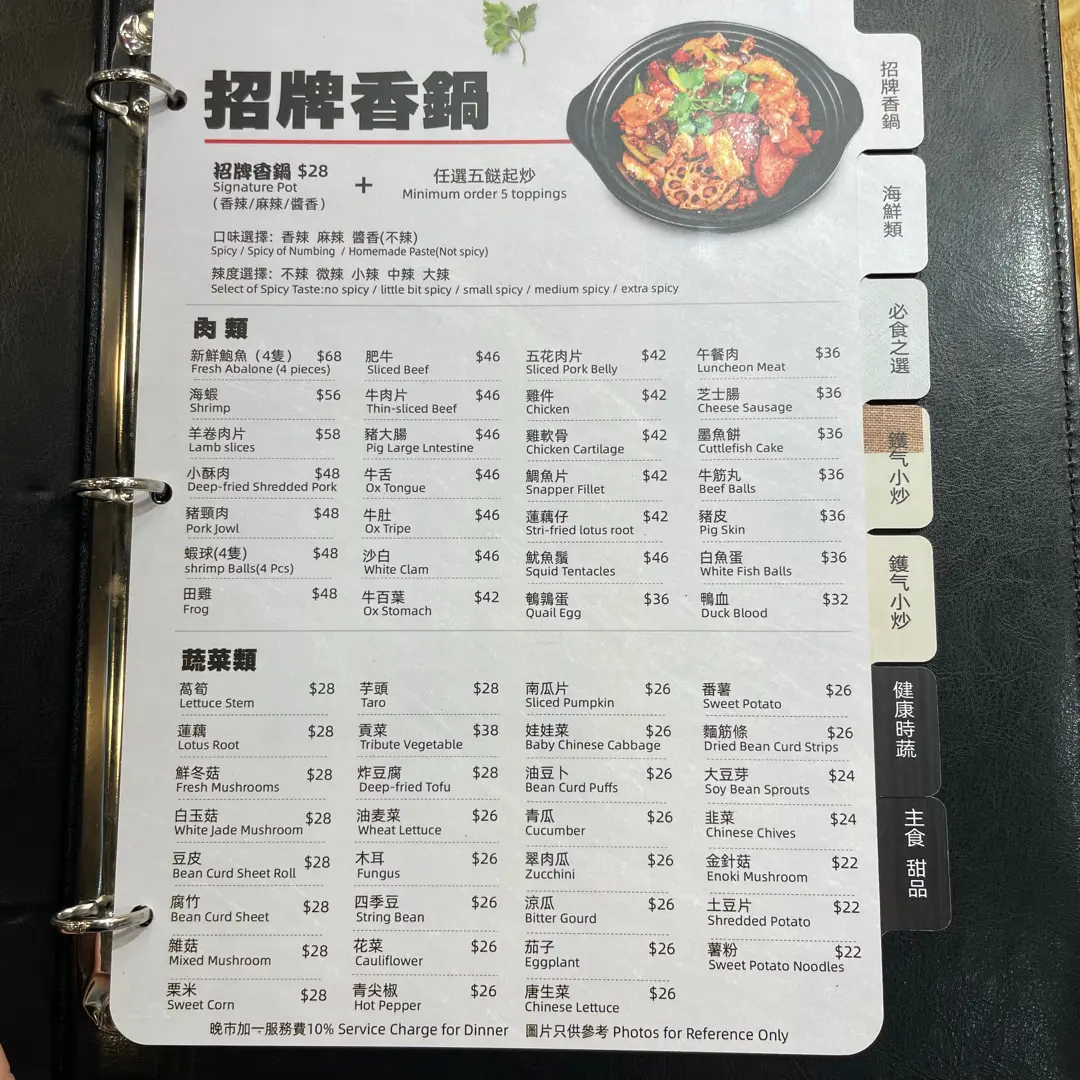 招牌香鍋
招牌香鍋 $28
Signature Pot
(香辣/麻辣/醬香)
+
任選五餸起炒
Minimum order 5 toppings
口味選擇：香辣 麻辣 醬香(不辣)
Spicy / Spicy of Numbing / Homemade Paste(Not spicy)
辣度選擇：不辣 微辣 小辣 中辣 大辣
Select of Spicy Taste:no spicy / little bit spicy / small spicy / medium spicy / extra spicy
肉類
新鮮鮑魚（4隻） $68
Fresh Abalone (4 pieces)
海蝦 $56
Shrimp
羊卷肉片 $58
Lamb slices
小酥肉 $48
Deep-fried Shredded Pork
豬頸肉 $48
Pork Jowl
蝦球(4隻) $48
shrimp Balls(4 Pcs)
田雞 $48
Frog
肥牛 $46
Sliced Beef
牛肉片 $46
Thin-sliced Beef
豬大腸 $46
Pig Large Lntestine
牛舌 $46
Ox Tongue
牛肚 $46
Ox Tripe
沙白 $46
White Clam
牛百葉 $42
Ox Stomach
五花肉片 $42
Sliced Pork Belly
雞件 $42
Chicken
雞軟骨 $42
Chicken Cartilage
鯛魚片 $42
Snapper Fillet
蓮藕仔 $42
Stri-fried lotus root
魷魚鬚 $46
Squid Tentacles
鵪鶉蛋 $36
Quail Egg
午餐肉 $36
Luncheon Meat
芝士腸 $36
Cheese Sausage
墨魚餅 $36
Cuttlefish Cake
牛筋丸 $36
Beef Balls
豬皮 $36
Pig Skin
白魚蛋 $36
White Fish Balls
鴨血 $32
Duck Blood
蔬菜類
萵筍 $28
Lettuce Stem
蓮藕 $28
Lotus Root
鮮冬菇 $28
Fresh Mushrooms
白玉菇 $28
White Jade Mushroom
豆皮 $28
Bean Curd Sheet Roll
腐竹 $28
Bean Curd Sheet
雜菇 $28
Mixed Mushroom
栗米 $28
Sweet Corn
芋頭 $28
Taro
貢菜 $38
Tribute Vegetable
炸豆腐 $28
Deep-fried Tofu
油麦菜 $26
Wheat Lettuce
木耳 $26
Fungus
四季豆 $26
String Bean
花菜 $26
Cauliflower
青尖椒 $26
Hot Pepper
南瓜片 $26
Sliced Pumpkin
娃娃菜 $26
Baby Chinese Cabbage
油豆卜 $26
Bean Curd Puffs
青瓜 $26
Cucumber
翠肉瓜 $26
Zucchini
涼瓜 $26
Bitter Gourd
茄子 $26
Eggplant
唐生菜 $26
Chinese Lettuce
番薯 $26
Sweet Potato
麵筋條 $26
Dried Bean Curd Strips
大豆芽 $24
Soy Bean Sprouts
韭菜 $24
Chinese Chives
金針菇 $22
Enoki Mushroom
土豆片 $22
Shredded Potato
薯粉 $22
Sweet Potato Noodles
晚市加一服務費10% Service Charge for Dinner 圖片只供參考 Photos for Reference Only
招牌香鍋
海鮮類
必食之選
鑊气小炒
鑊气小炒
健康時蔬
主食 甜品